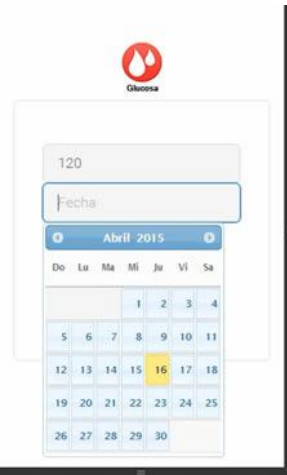 Glucosa
120
Fecha
Abril 2015
Do Lu Ma Mi Ju Vi Sa
1 2 3 4
5 6 7 8 9 10 11
12 13 14 15 16 17 18
19 20 21 22 23 24 25
26 27 28 29 30